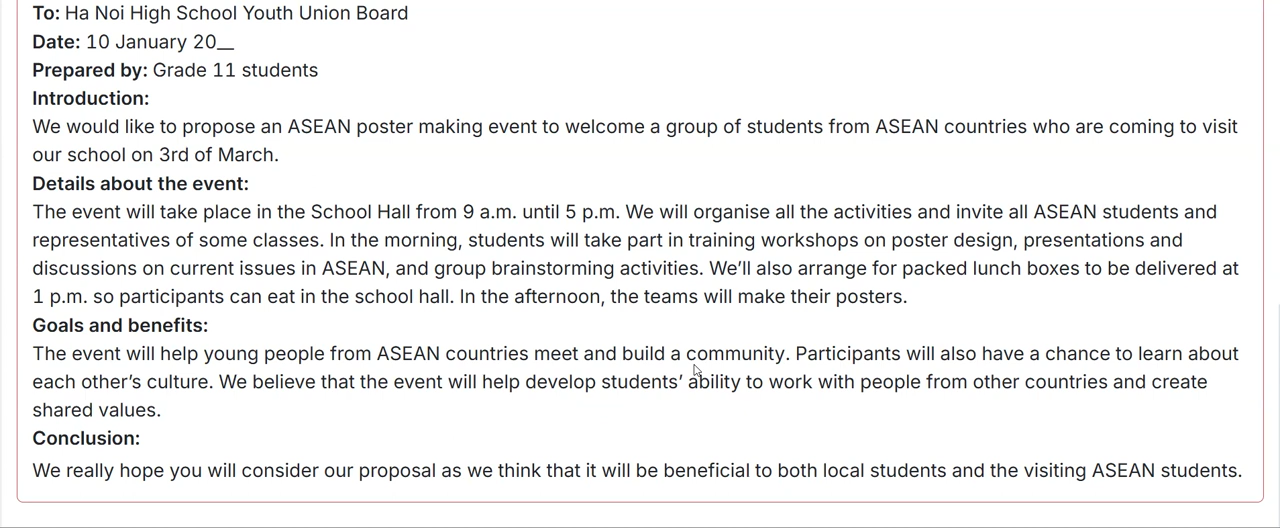 To: Ha Noi High School Youth Union Board
Date: 10 January 20__
Prepared by: Grade 11 students
Introduction:
We would like to propose an ASEAN poster making event to welcome a group of students from ASEAN countries who are coming to visit
our school on 3rd of March.
Details about the event:
The event will take place in the School Hall from 9 a.m. until 5 p.m. We will organise all the activities and invite all ASEAN students and
representatives of some classes. In the morning, students will take part in training workshops on poster design, presentations and
discussions on current issues in ASEAN, and group brainstorming activities. We’ll also arrange for packed lunch boxes to be delivered at
1 p.m. so participants can eat in the school hall. In the afternoon, the teams will make their posters.
Goals and benefits:
The event will help young people from ASEAN countries meet and build a community. Participants will also have a chance to learn about
each other’s culture. We believe that the event will help develop students’ ability to work with people from other countries and create
shared values.
Conclusion:
We really hope you will consider our proposal as we think that it will be beneficial to both local students and the visiting ASEAN students.